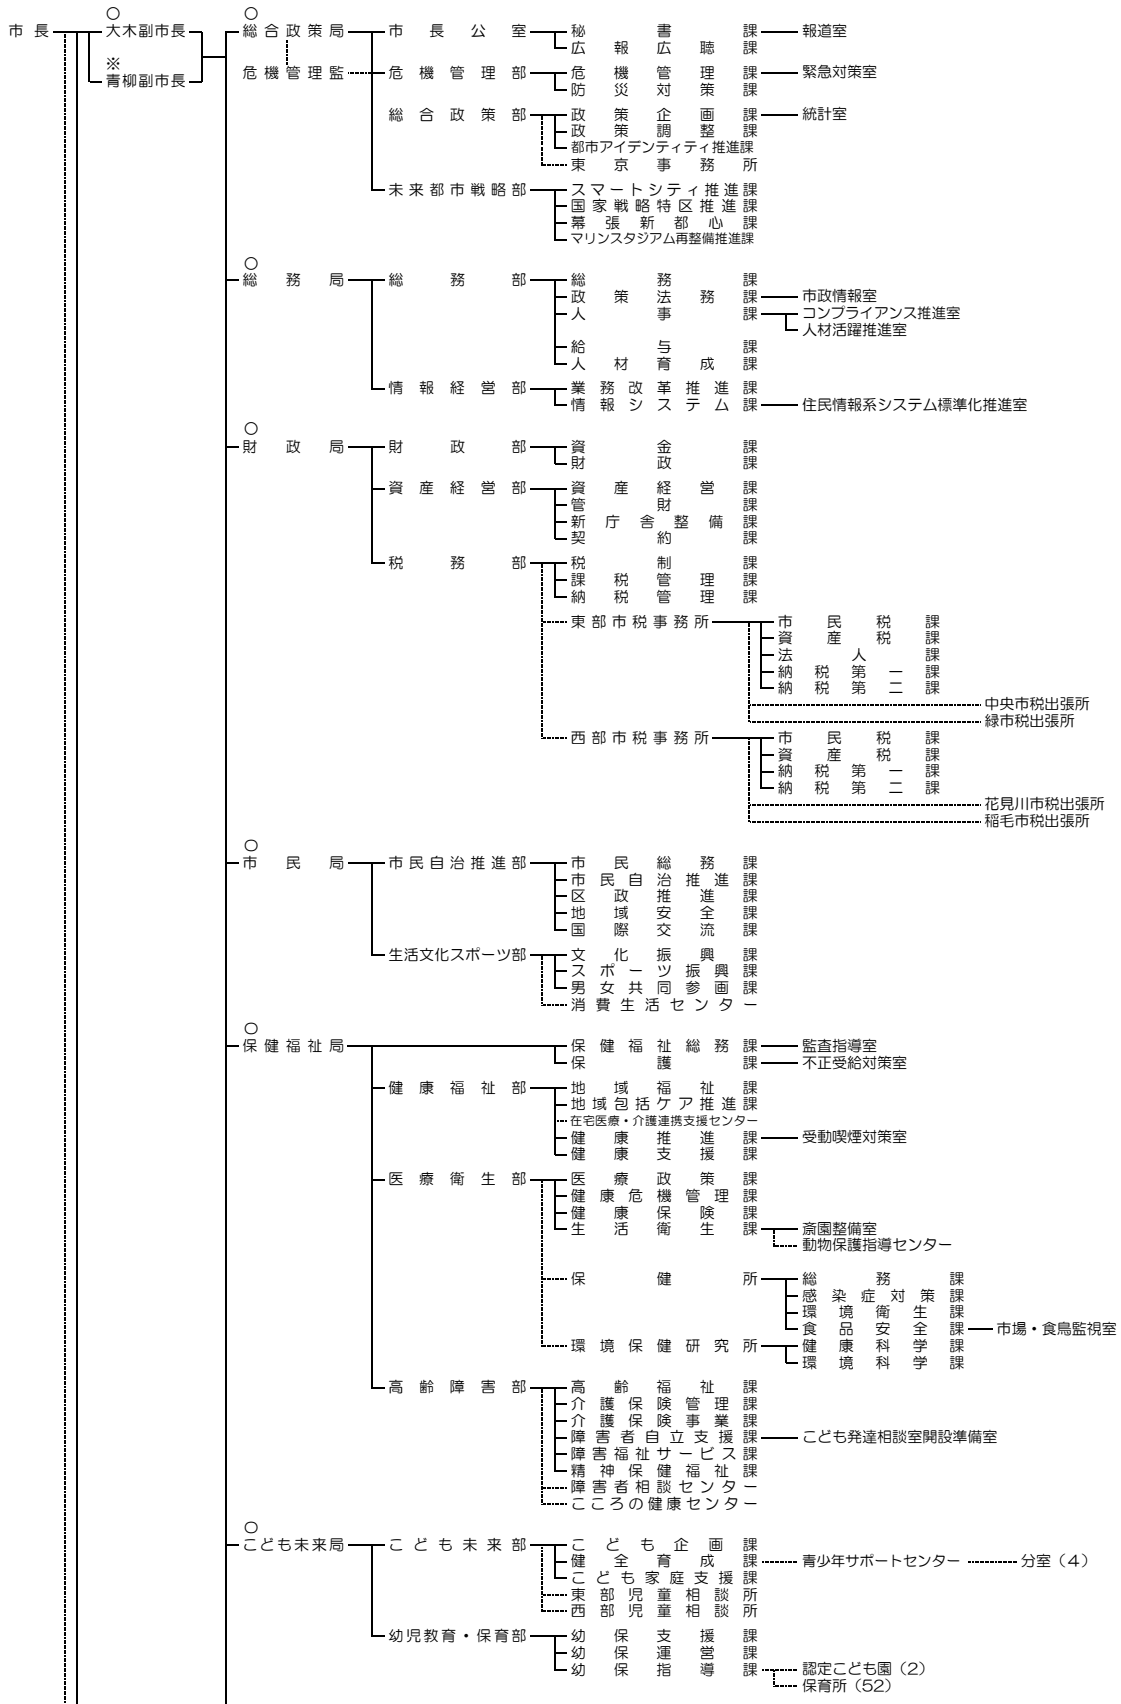 ○ ○
市長 大木副市長 総合政策局 市長公室 秘書課 報道室
広報広聴課
※
青柳副市長 危機管理監 危機管理部 危機管理課 緊急対策室
防災対策課
総合政策部 政策企画課 統計室
政策調整課
都市アイデンティティ推進課
東京事務所
未来都市戦略部 スマートシティ推進課
国家戦略特区推進課
幕張新都心課
マリンスタジアム再整備推進課
○
総務局 総務部 総務課
政策法務課 市政情報室
人事課 コンプライアンス推進室
人材活躍推進室
給与課
人材育成課
情報経営部 業務改革推進課
情報システム課 住民情報系システム標準化推進室
○
財政局 財政部 資金課
財政課
資産経営部 資産経営課
管財課
新庁舎整備課
契約課
税務部 税制課
課税管理課
納税管理課
東部市税事務所 市民税課
資産税課
法人課
納税第一課
納税第二課
中央市税出張所
緑市税出張所
西部市税事務所 市民税課
資産税課
納税第一課
納税第二課
花見川市税出張所
稲毛市税出張所
○
市民局 市民自治推進部 市民総務課
市民自治推進課
区政推進課
地域安全課
国際交流課
生活文化スポーツ部 文化振興課
スポーツ振興課
男女共同参画課
消費生活センター
○
保健福祉局 保健福祉総務課 監査指導室
保護課 不正受給対策室
健康福祉部 地域福祉課
地域包括ケア推進課
在宅医療・介護連携支援センター
健康推進課 受動喫煙対策室
健康支援課
医療衛生部 医療政策課
健康危機管理課
健康保険課
生活衛生課 斎園整備室
動物保護指導センター
保健所 総務課
感染症対策課
環境衛生課
食品安全課 市場・食鳥監視室
環境保健研究所 健康科学課
環境科学課
高齢障害部 高齢福祉課
介護保険管理課
介護保険事業課
障害者自立支援課 こども発達相談室開設準備室
障害福祉サービス課
精神保健福祉課
障害者相談センター
こころの健康センター
○
こども未来局 こども未来部 こども企画課
健全育成課 青少年サポートセンター 分室(4)
こども家庭支援課
東部児童相談所
西部児童相談所
幼児教育・保育部 幼保支援課
幼保運営課
幼保指導課 認定こども園(2)
保育所(52)